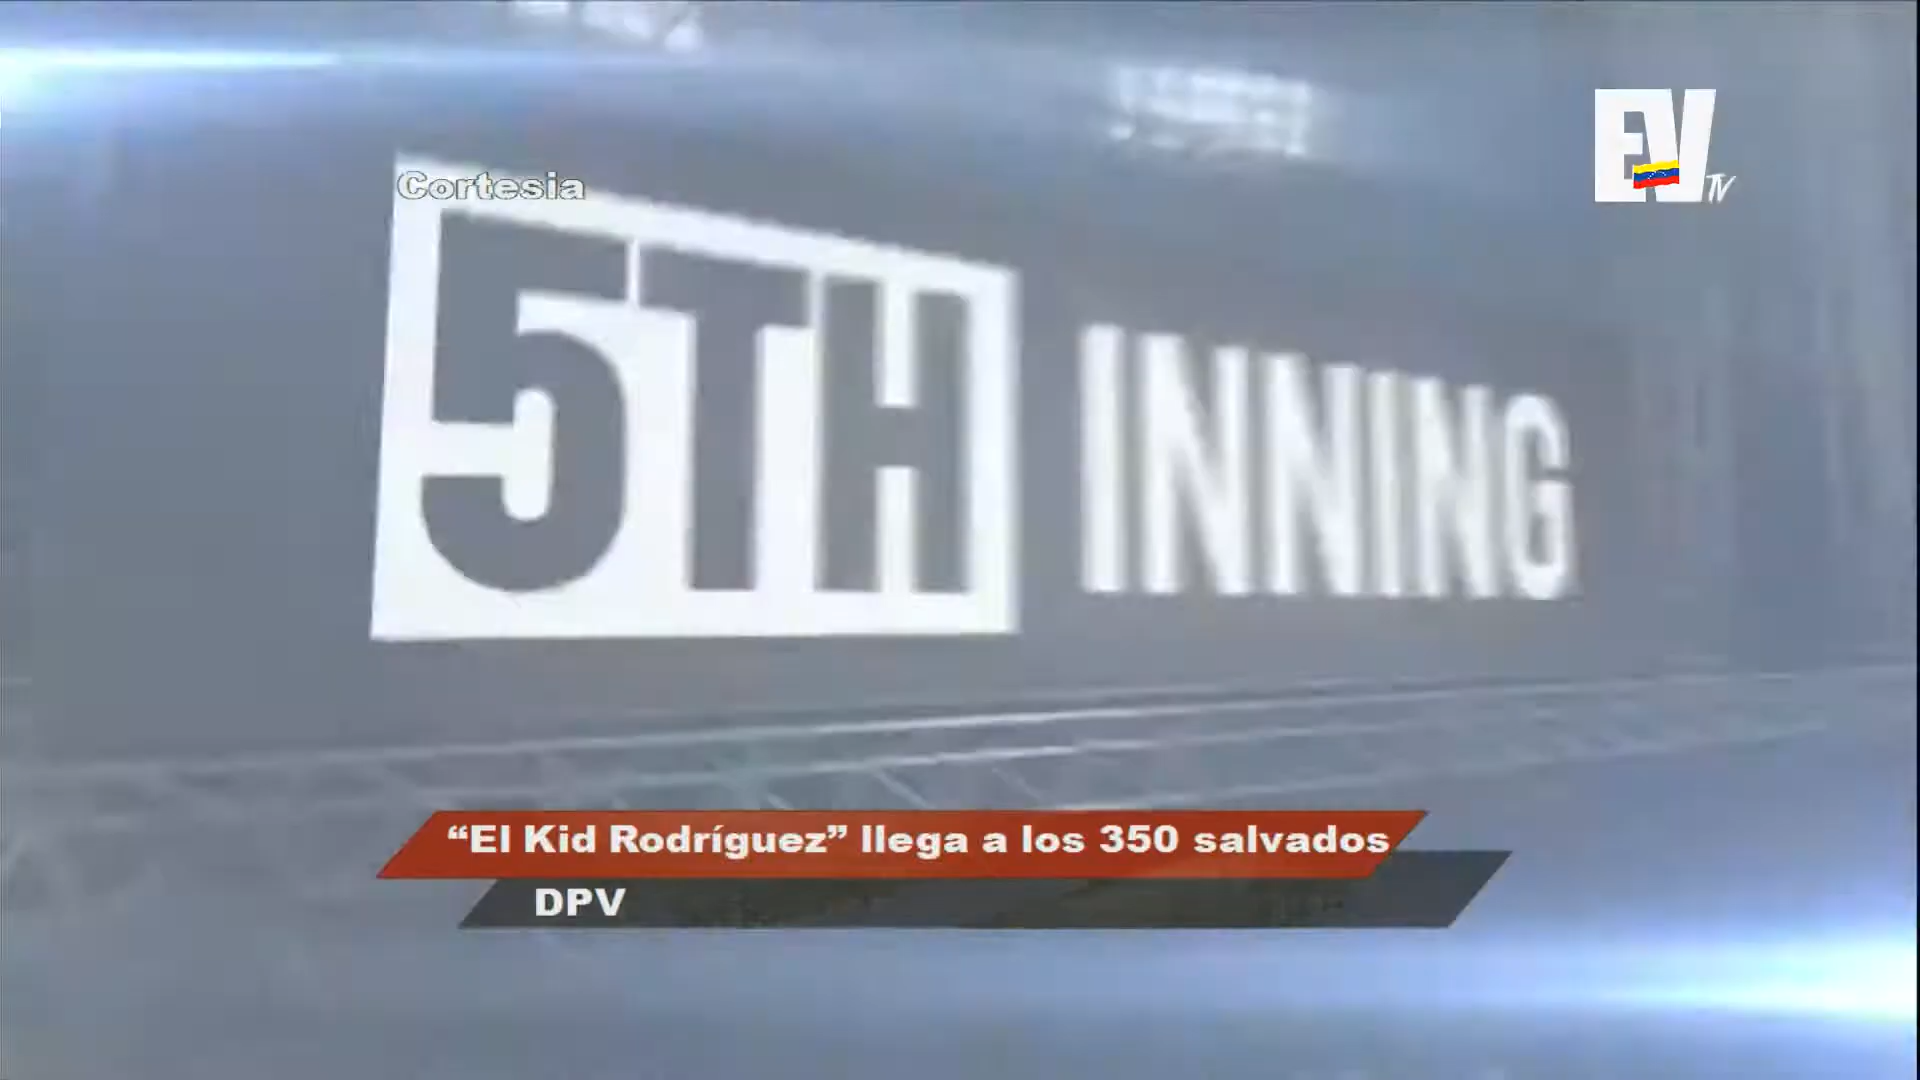 EV
TV
Cortesia
5TH INNING
“El Kid Rodríguez” llega a los 350 salvados
DPV